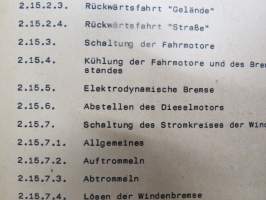 2.15.2.3. Rückwärtsfahrt "Gelände"
2.15.2.4. Rückwärtsfahrt "Straße"
2.15.3. Schaltung der Fahrmotore
2.15.4. Kühlung der Fahrmotore und des Brems
standes
2.15.5. Elektrodynamische Bremse
2.15.6. Abstellen des Dieselmotors
2.15.7. Schaltung des Stromkreises der Wind
2.15.7.1. Allgemeines
2.15.7.2. Auftrommeln
2.15.7.3. Abtrommeln
2.15.7.4. Lösen der Windenbremse